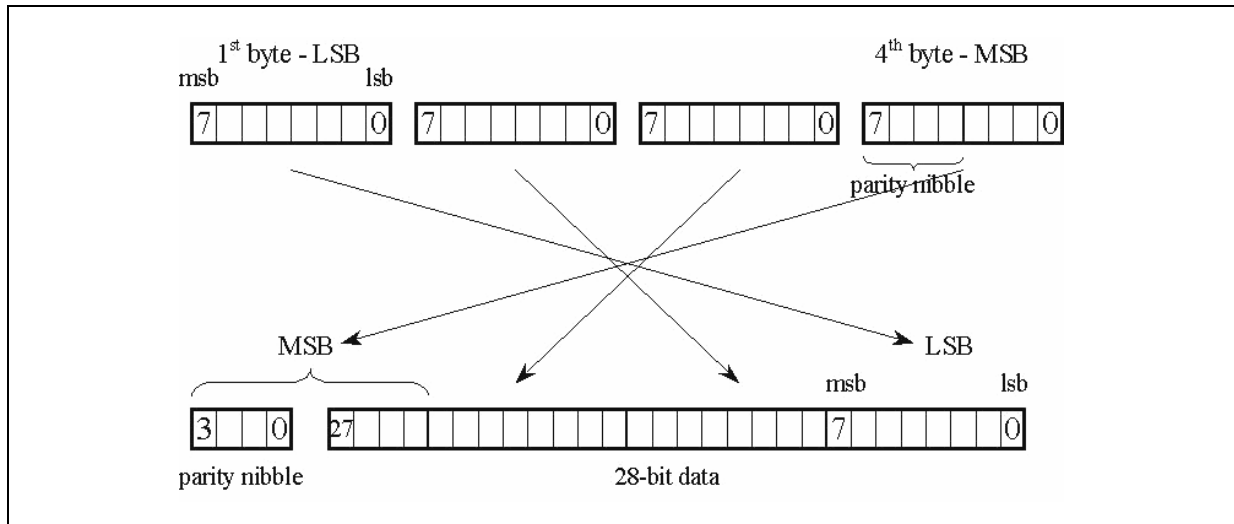 1st byte - LSB 4th byte - MSB
msb lsb
7 0 7 0 7 0 7 0
parity nibble
MSB LSB
msb lsb
3 0 27 7 0
parity nibble 28-bit data